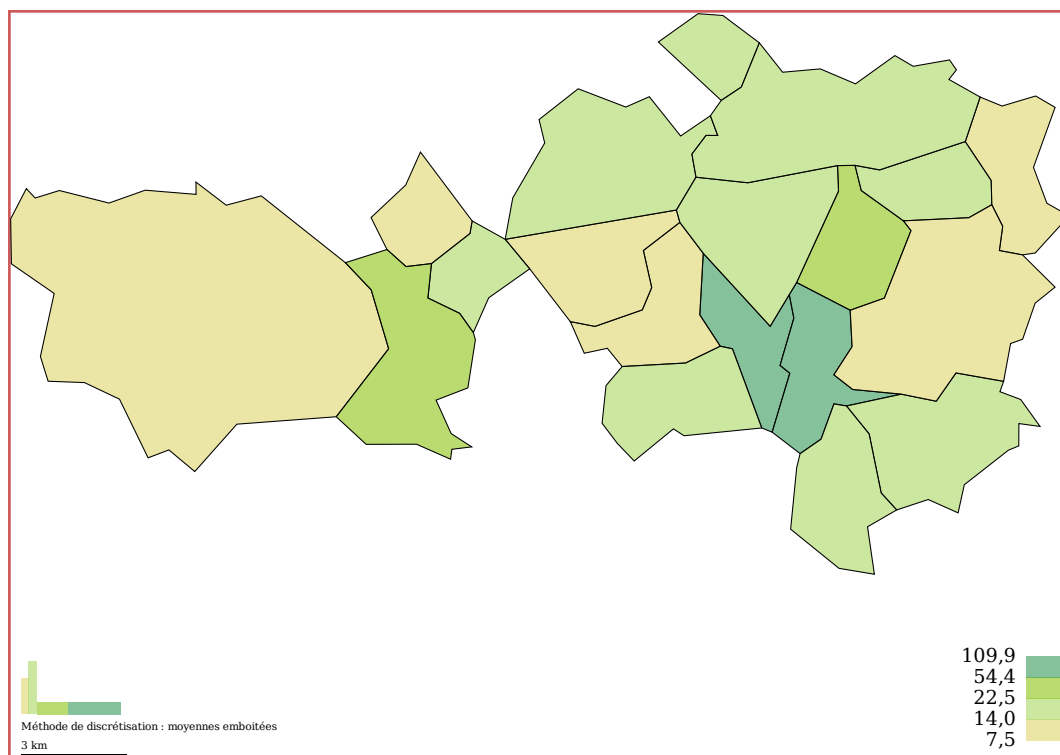 109,9
54,4
22,5
14,0
7,5
Méthode de discrétisation : moyennes emboitées
3 km